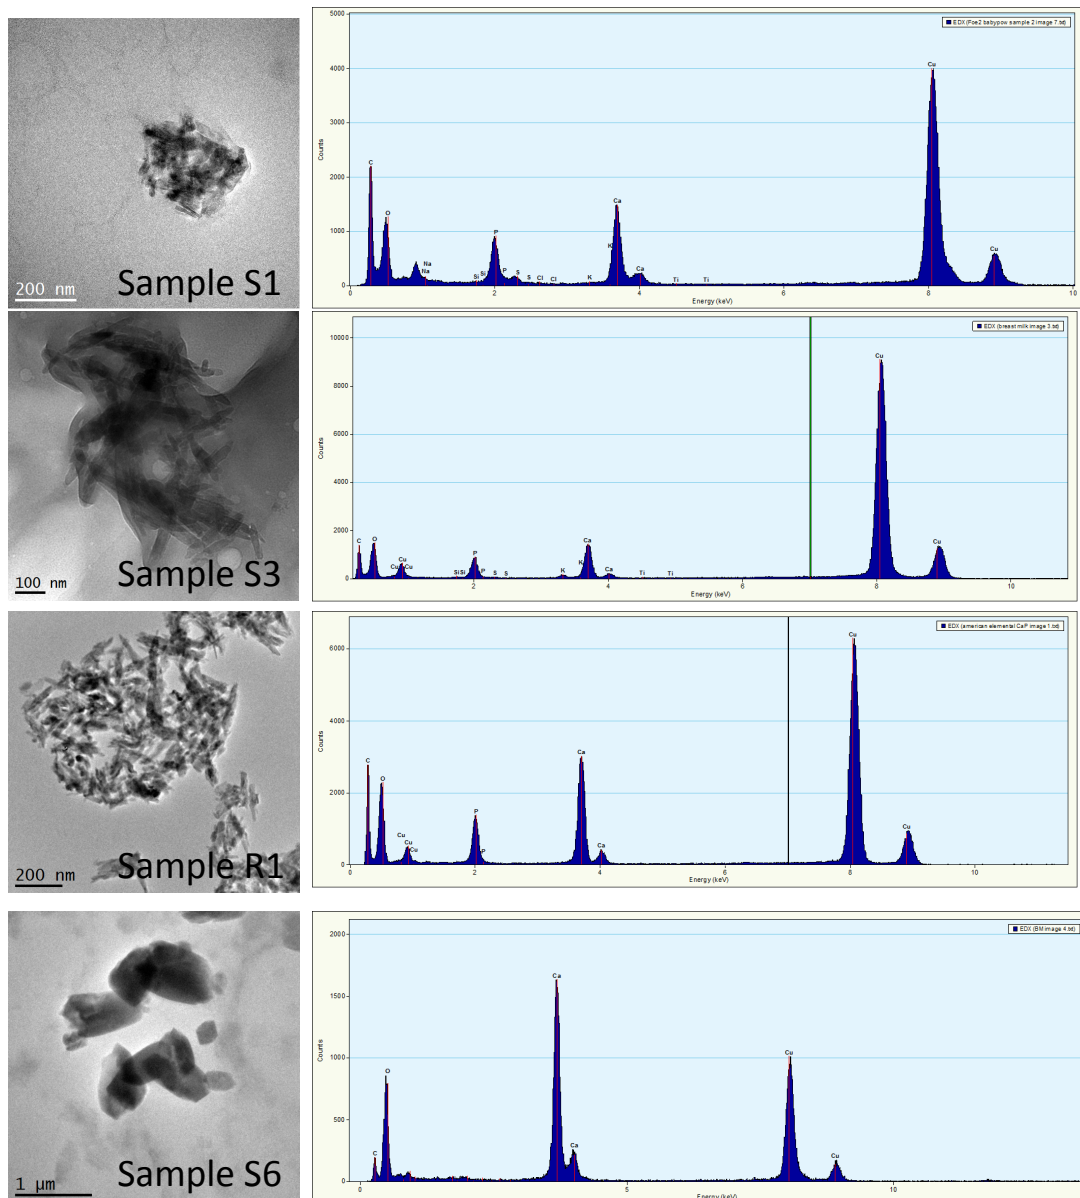 200 nm
Sample S1
EDX (Foe2 babypow sample 2 image 7.txt)
5000
4000
3000
2000
1000
0
Counts
C
O
Na
Na
Si
Si
P
P
S
S
Cl
Cl
K
K
Ca
Ca
Ti
Ti
Cu
Cu
0
2
4
6
8
10
Energy (keV)
100 nm
Sample S3
EDX (breast milk image 3.txt)
10000
8000
6000
4000
2000
0
Counts
C
O
Cu
Cu
Cu
Si
Si
P
P
S
S
K
K
Ca
Ca
Ti
Ti
Cu
Cu
2
4
6
8
10
Energy (keV)
200 nm
Sample R1
EDX (american elemental CaP image 1.txt)
6000
4000
2000
0
Counts
C
O
Cu
Cu
Cu
P
P
Ca
Ca
Cu
Cu
0
2
4
6
8
10
Energy (keV)
1 µm
Sample S6
EDX (BM image 4.txt)
2000
1500
1000
500
0
Counts
C
O
Ca
Ca
Cu
Cu
0
5
10
Energy (keV)